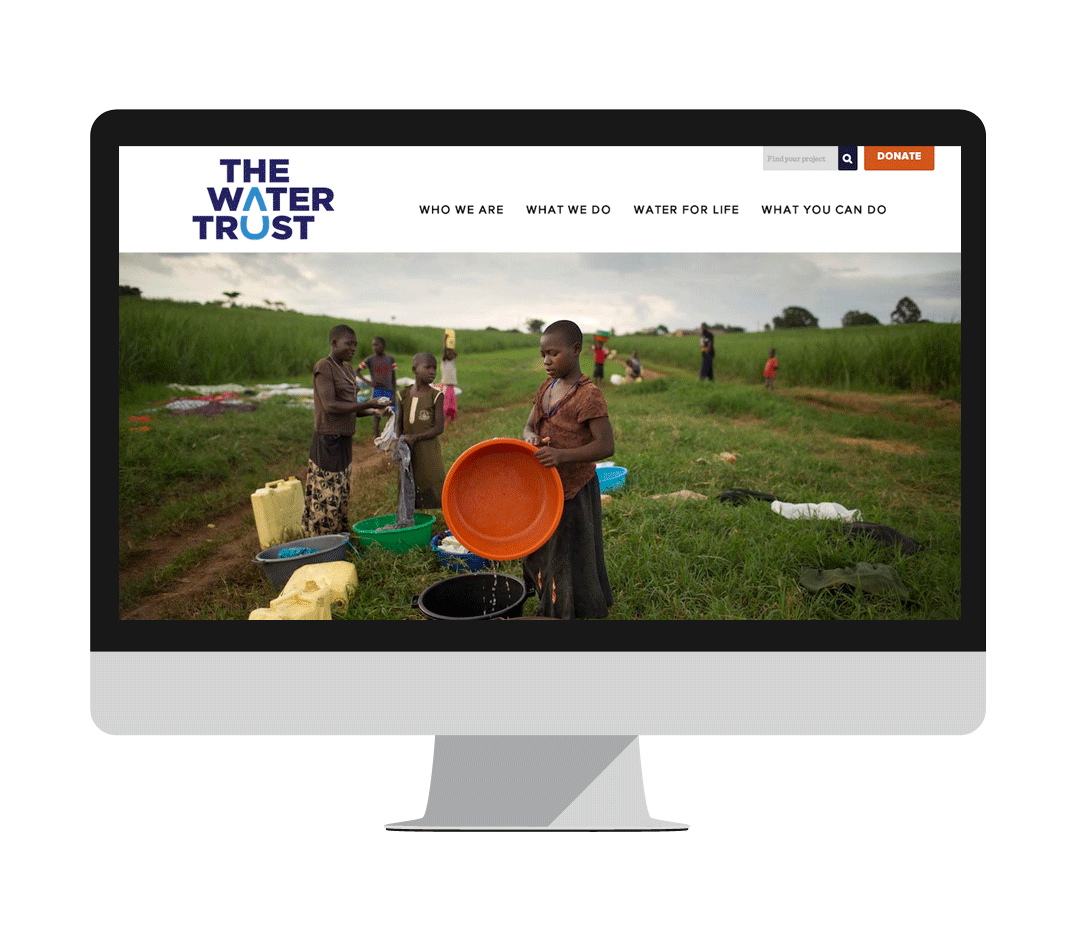 THE
WATER
TRUST
Find your project
DONATE
WHO WE ARE
WHAT WE DO
WATER FOR LIFE
WHAT YOU CAN DO